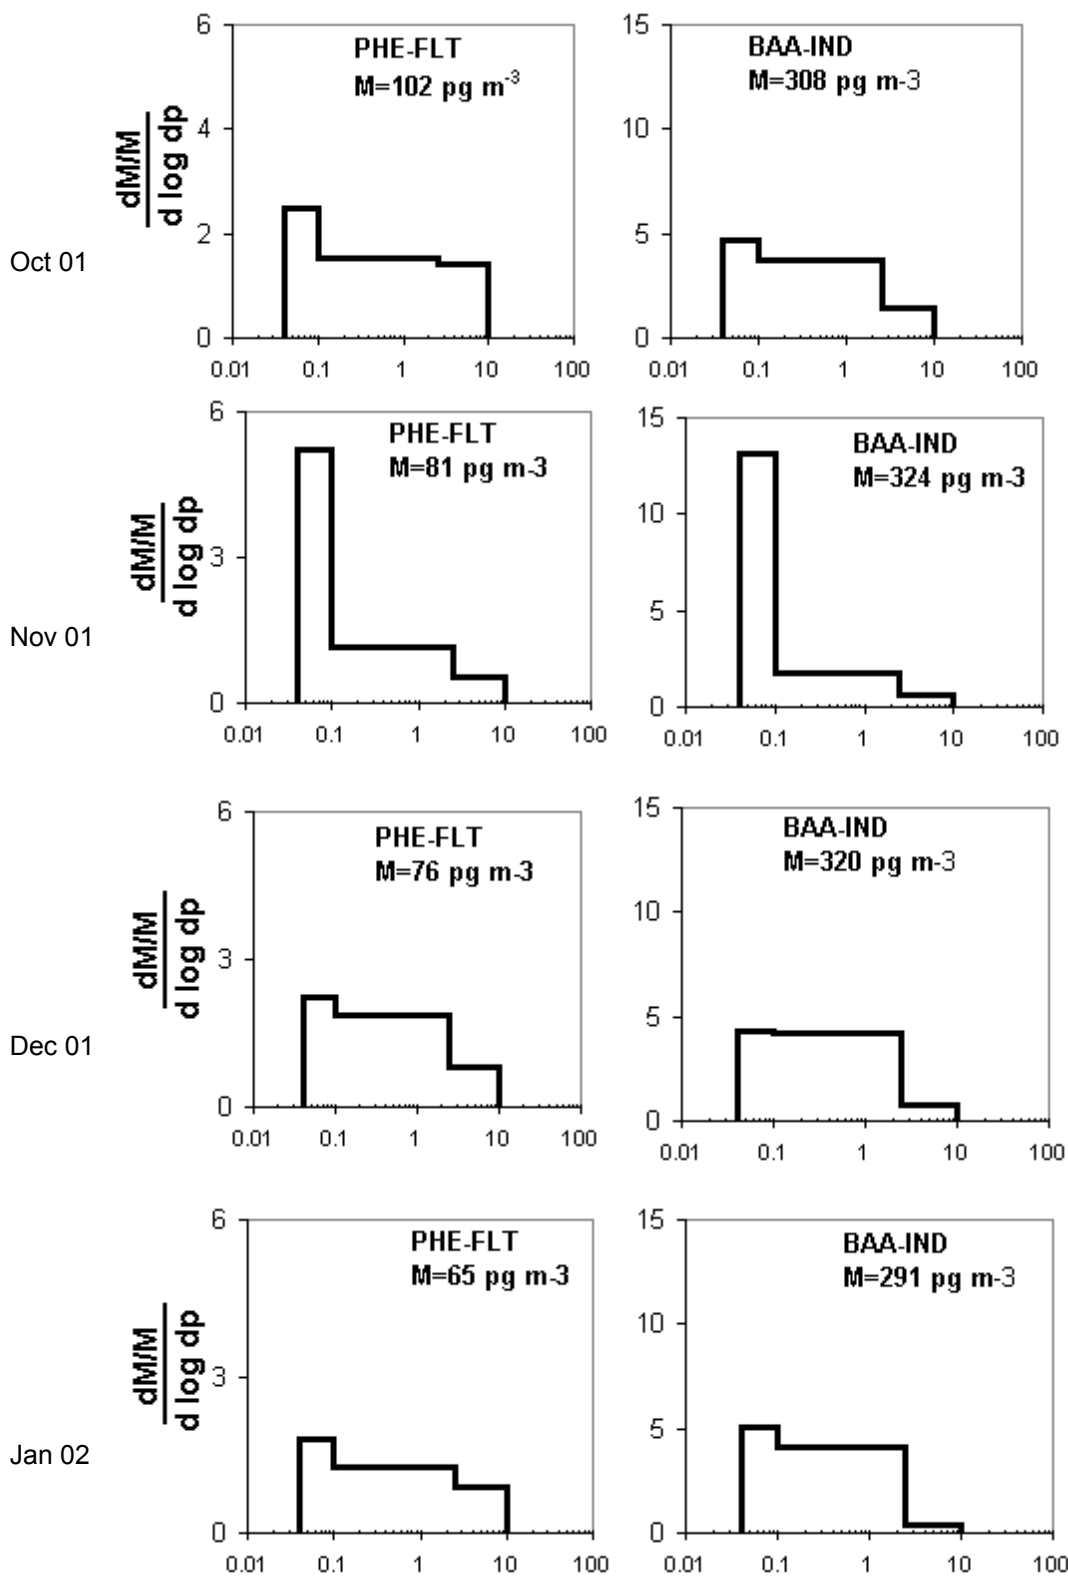 6
4
2
0
dM/M
d log dp
PHE-FLT
M=102 pg m-3
0.01 0.1 1 10 100
15
10
5
0
BAA-IND
M=308 pg m-3
0.01 0.1 1 10 100
Oct 01
6
3
0
dM/M
d log dp
PHE-FLT
M=81 pg m-3
0.01 0.1 1 10 100
15
10
5
0
BAA-IND
M=324 pg m-3
0.01 0.1 1 10 100
Nov 01
6
3
0
dM/M
d log dp
PHE-FLT
M=76 pg m-3
0.01 0.1 1 10 100
15
10
5
0
BAA-IND
M=320 pg m-3
0.01 0.1 1 10 100
Dec 01
6
3
0
dM/M
d log dp
PHE-FLT
M=65 pg m-3
0.01 0.1 1 10 100
15
10
5
0
BAA-IND
M=291 pg m-3
0.01 0.1 1 10 100
Jan 02